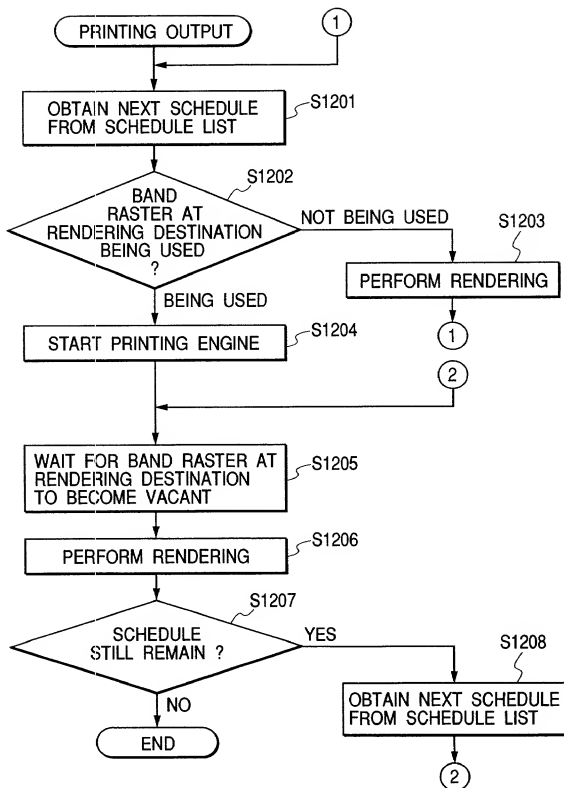 PRINTING OUTPUT
1
OBTAIN NEXT SCHEDULE
FROM SCHEDULE LIST
S1201
S1202
BAND
RASTER AT
RENDERING DESTINATION
BEING USED
?
NOT BEING USED
S1203
PERFORM RENDERING
1
BEING USED
START PRINTING ENGINE
S1204
2
WAIT FOR BAND RASTER AT
RENDERING DESTINATION
TO BECOME VACANT
S1205
PERFORM RENDERING
S1206
S1207
SCHEDULE
STILL REMAIN ?
YES
S1208
OBTAIN NEXT SCHEDULE
FROM SCHEDULE LIST
2
NO
END